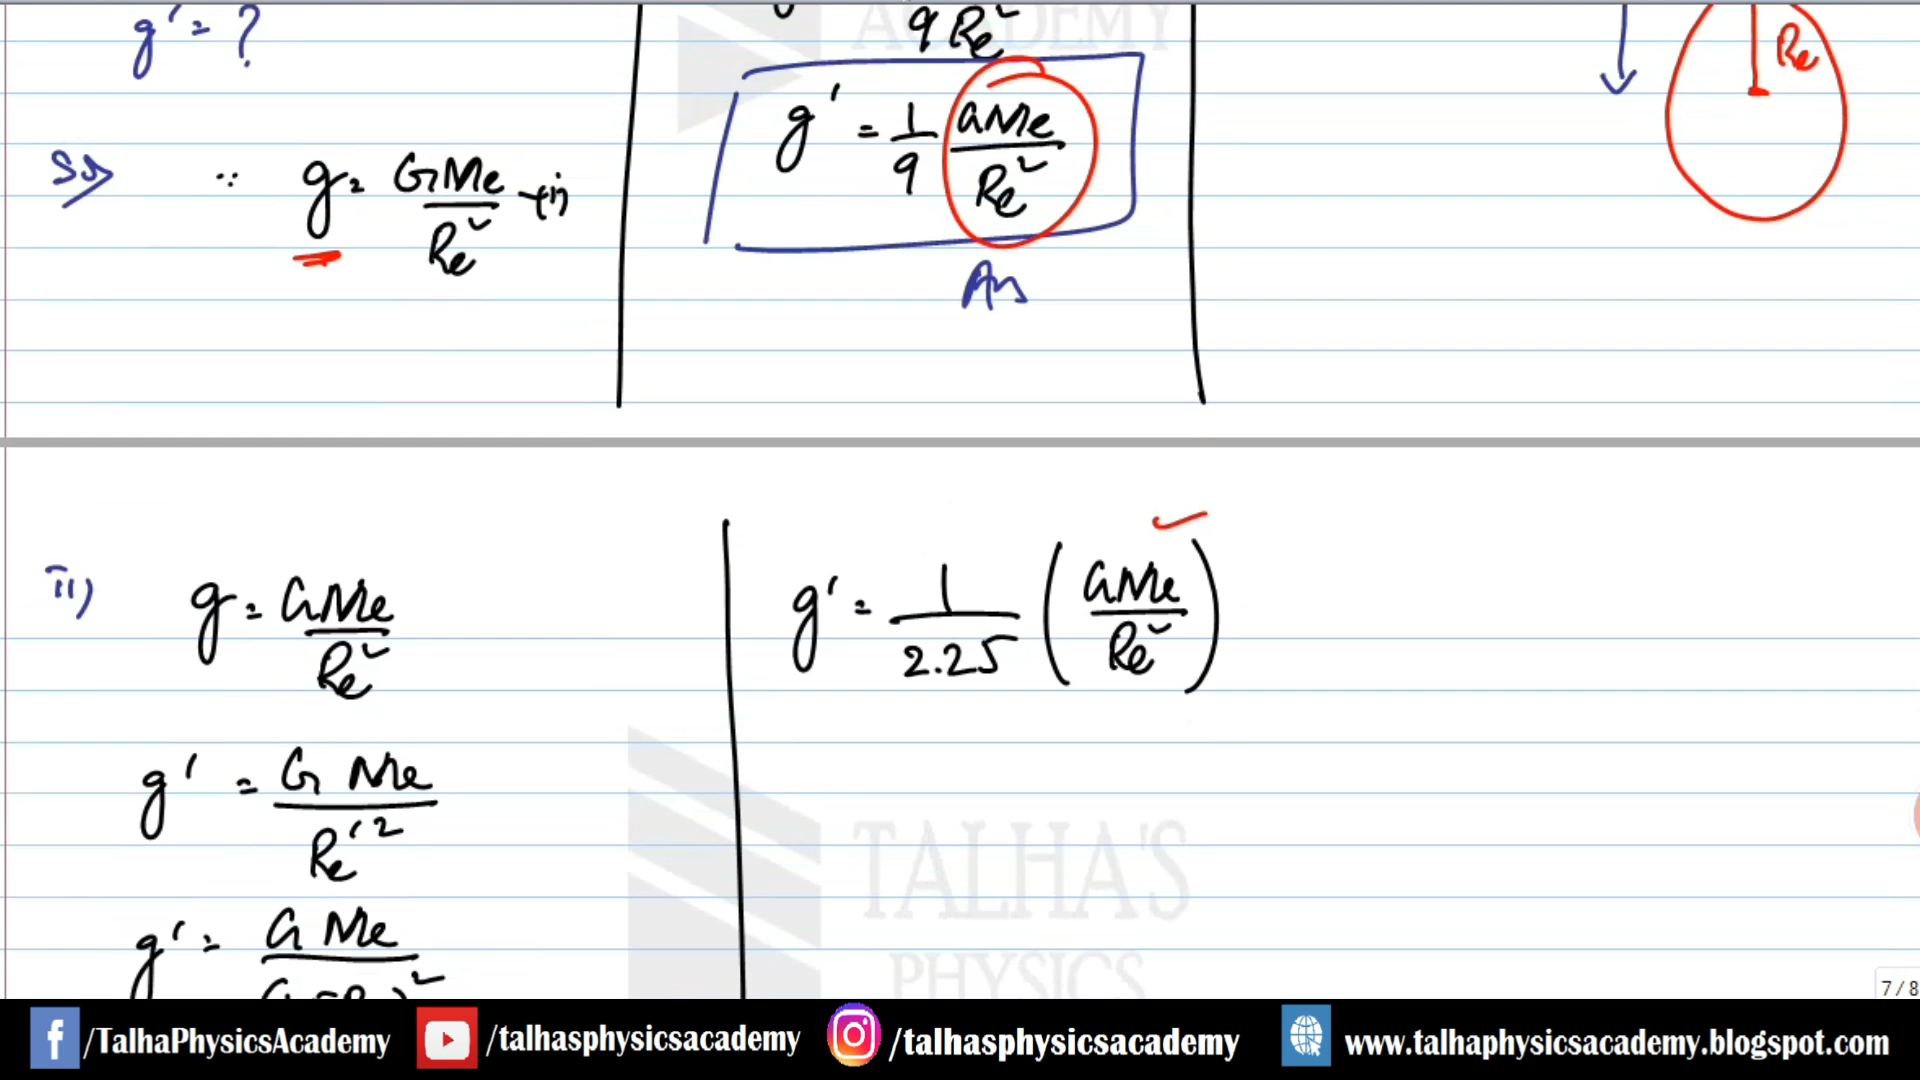 g' = ?
9 Re²
g' = 1/9 GMe/Re²
Ans
Sol ∵ g = GMe/Re² → (i)
Re
ii) g = GMe/Re²
g' = GMe/Re'²
g' = GMe
g' = 1/2.25 (GMe/Re²)
ACADEMY
TALHA'S
PHYSICS
7 / 8
/TalhaPhysicsAcademy
/talhasphysicsacademy
/talhasphysicsacademy
www.talhaphysicsacademy.blogspot.com